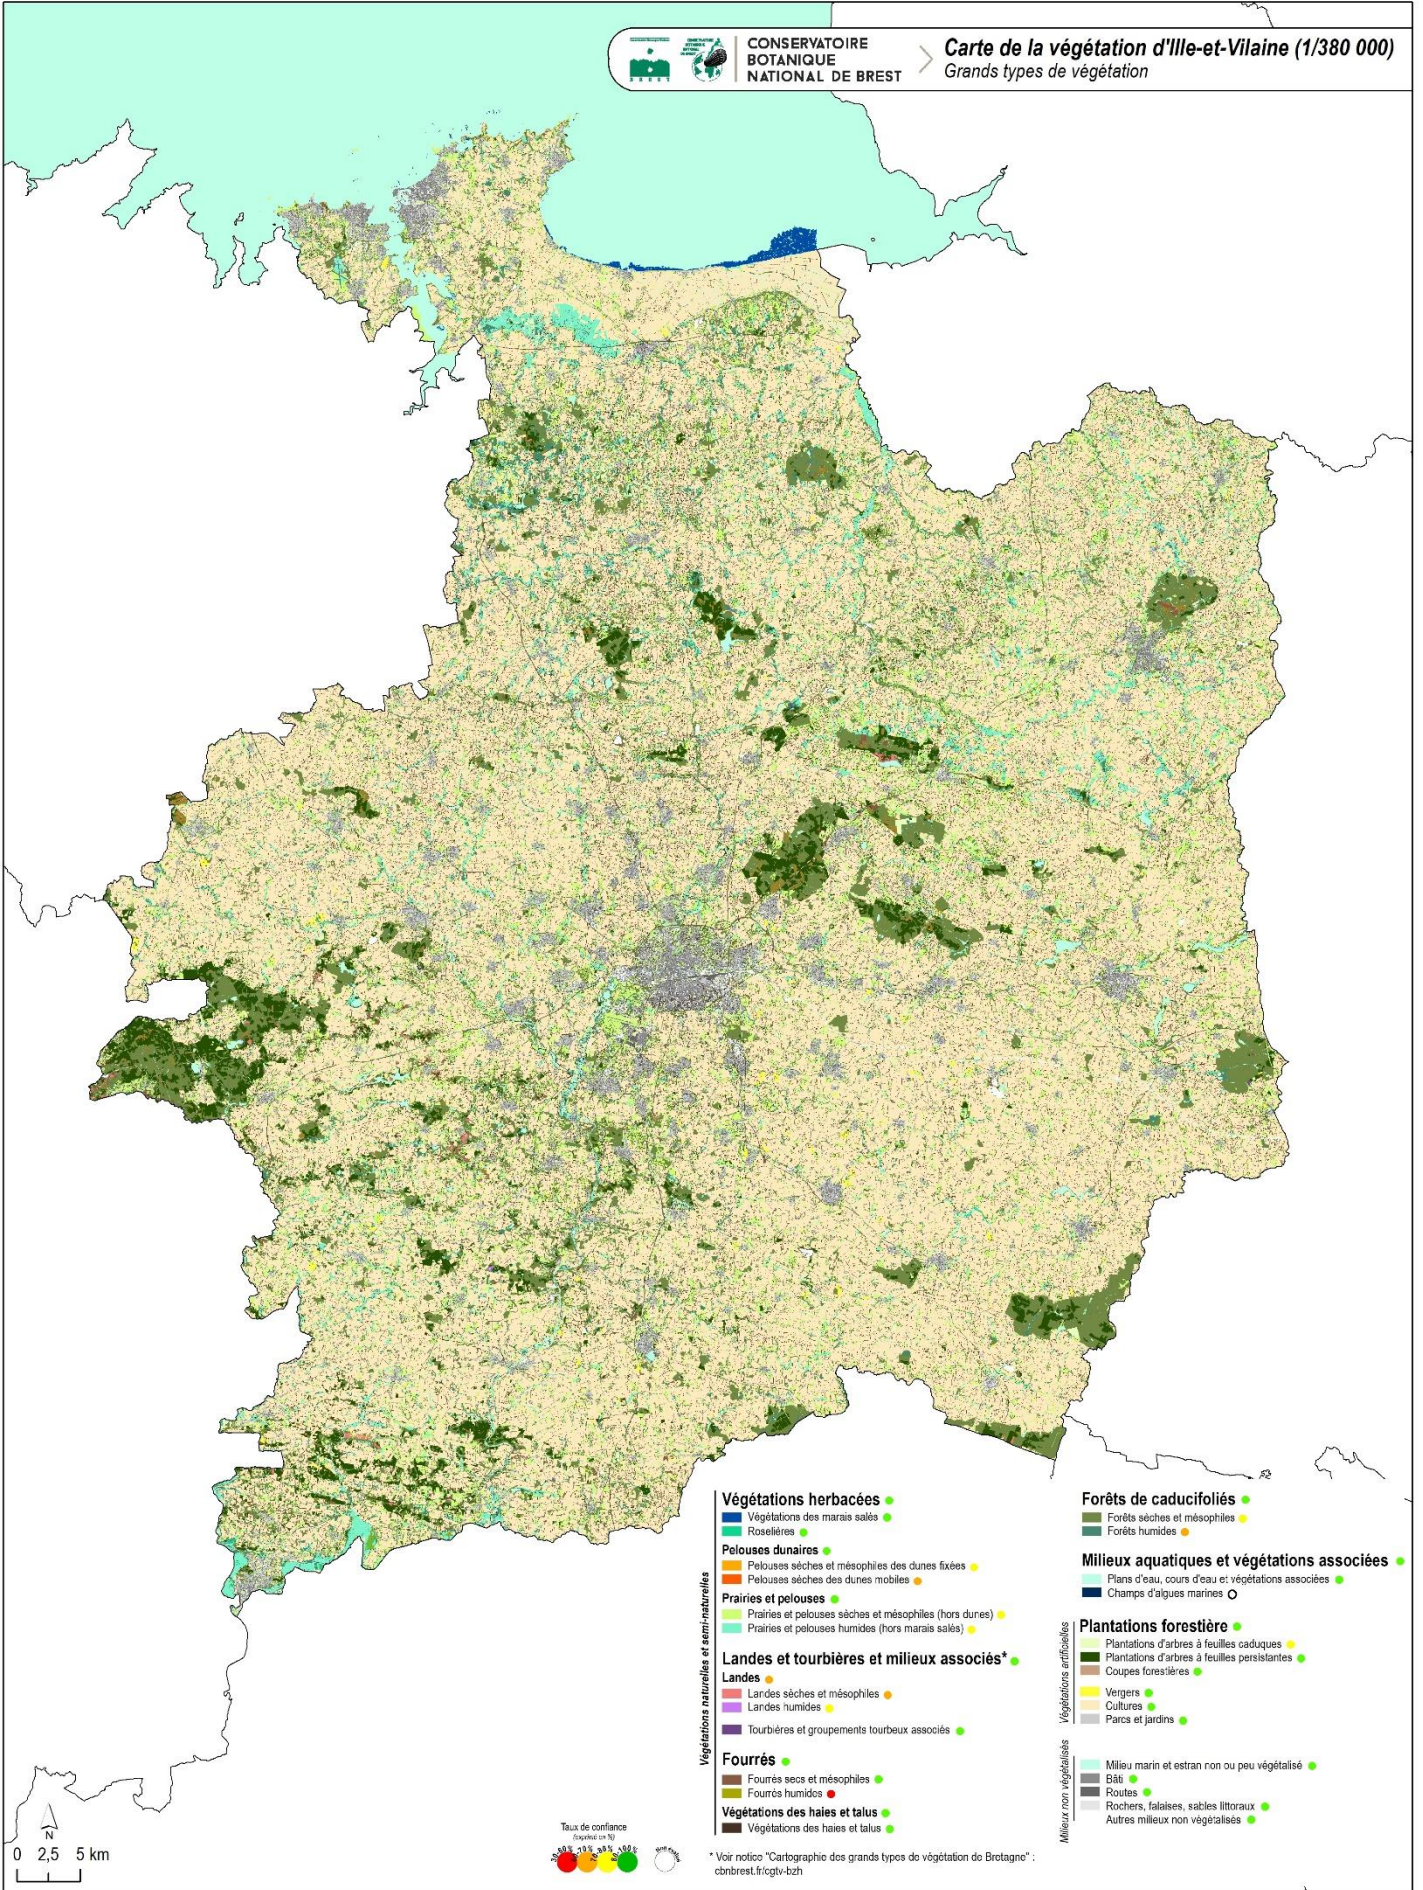 CONSERVATOIRE
BOTANIQUE
NATIONAL DE BREST
Carte de la végétation d'Ille-et-Vilaine (1/380 000)
Grands types de végétation
Végétations naturelles et semi-naturelles
Végétations herbacées
Végétations des marais salés
Roselières
Pelouses dunaires
Pelouses sèches et mésophiles des dunes fixées
Pelouses sèches des dunes mobiles
Prairies et pelouses
Prairies et pelouses sèches et mésophiles (hors dunes)
Prairies et pelouses humides (hors marais salés)
Landes et tourbières et milieux associés*
Landes
Landes sèches et mésophiles
Landes humides
Tourbières et groupements tourbeux associés
Fourrés
Fourrés secs et mésophiles
Fourrés humides
Végétations des haies et talus
Végétations des haies et talus
Forêts de caducifoliés
Forêts sèches et mésophiles
Forêts humides
Milieux aquatiques et végétations associées
Plans d'eau, cours d'eau et végétations associées
Champs d'algues marines
Végétations artificielles
Plantations forestière
Plantations d'arbres à feuilles caduques
Plantations d'arbres à feuilles persistantes
Coupes forestières
Vergers
Cultures
Parcs et jardins
Milieux non végétalisés
Milieu marin et estran non ou peu végétalisé
Bâti
Routes
Rochers, falaises, sables littoraux
Autres milieux non végétalisés
* Voir notice "Cartographie des grands types de végétation de Bretagne" :
cbnbrest.fr/cgtv-bzh
Taux de confiance
(exprimé en %)
N
0 2,5 5 km